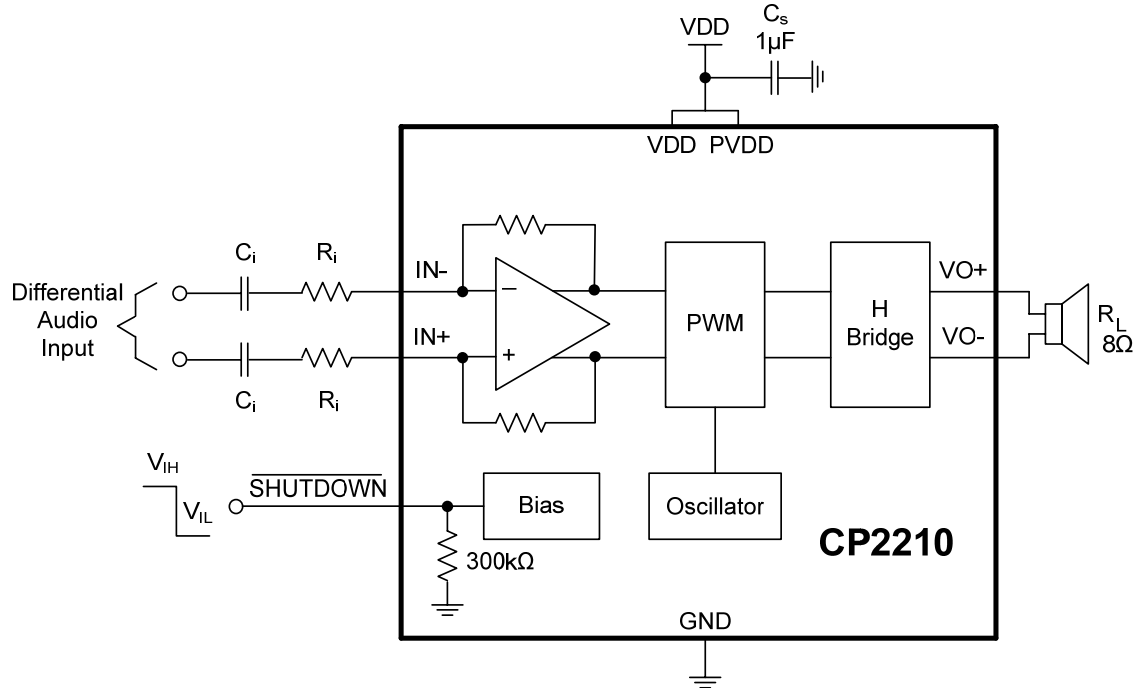 VDD
Cs
1µF
VDD PVDD
Differential
Audio
Input
Ci
Ri
IN-
IN+
Ci
Ri
−
+
PWM
H
Bridge
VO+
VO-
RL
8Ω
VIH
VIL
SHUTDOWN
Bias
300kΩ
Oscillator
CP2210
GND